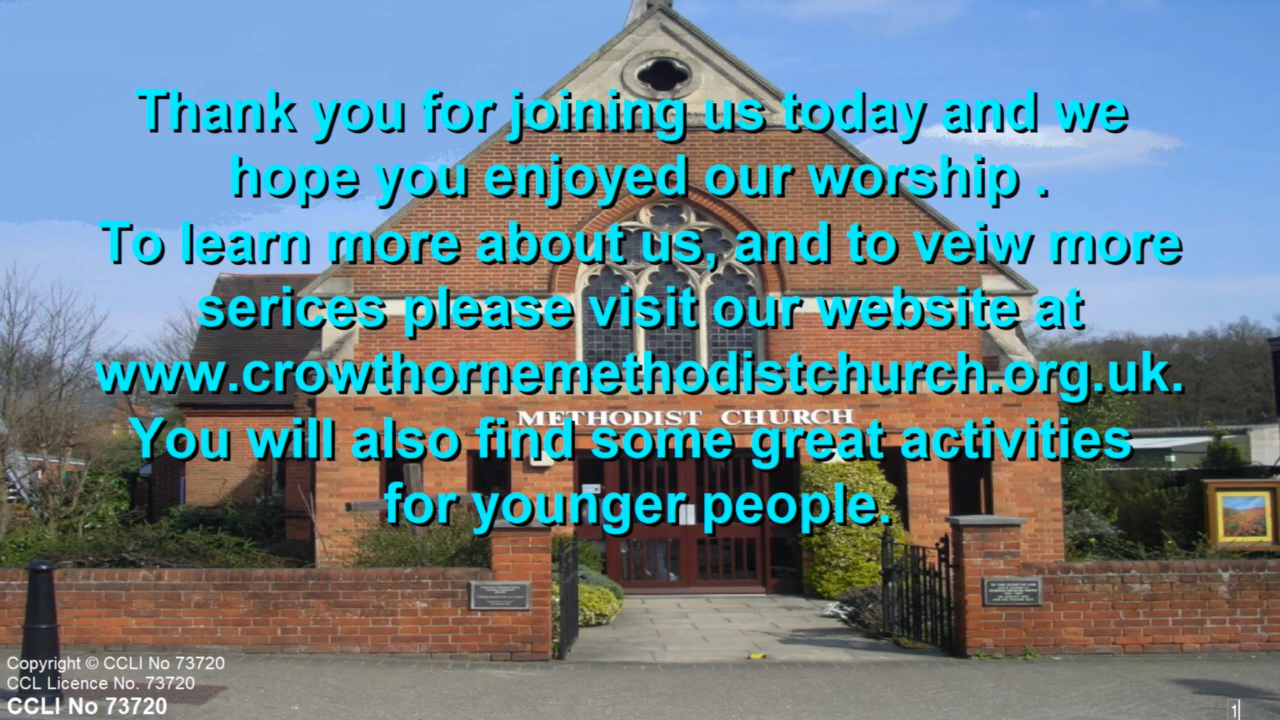 Thank you for joining us today and we
hope you enjoyed our worship .
To learn more about us, and to veiw more
serices please visit our website at
www.crowthornemethodistchurch.org.uk.
METHODIST CHURCH
You will also find some great activities
for younger people.
Copyright © CCLI No 73720
CCL Licence No. 73720
CCLI No 73720
1